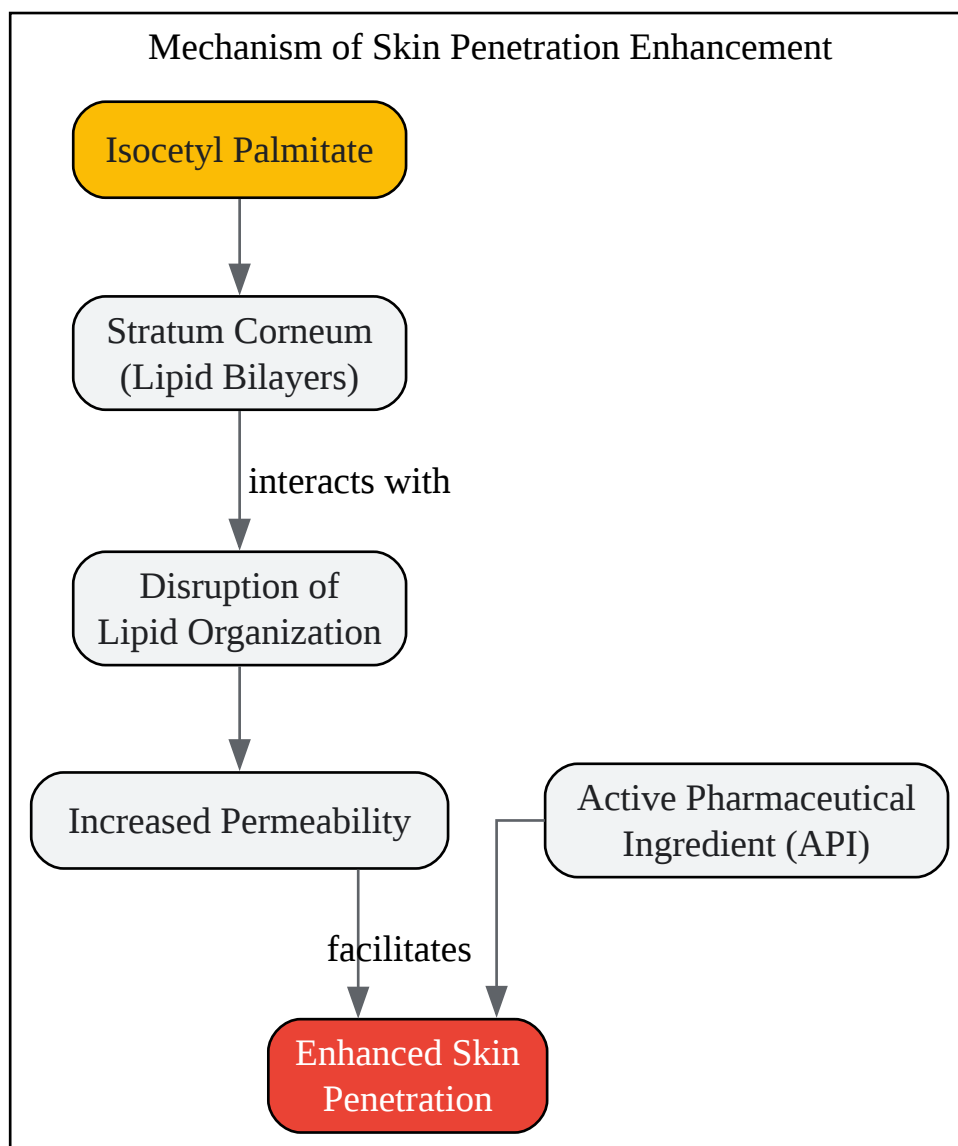 Mechanism of Skin Penetration Enhancement
Isocetyl Palmitate
Stratum Corneum
(Lipid Bilayers)
interacts with
Disruption of
Lipid Organization
Increased Permeability
Active Pharmaceutical
Ingredient (API)
facilitates
Enhanced Skin
Penetration